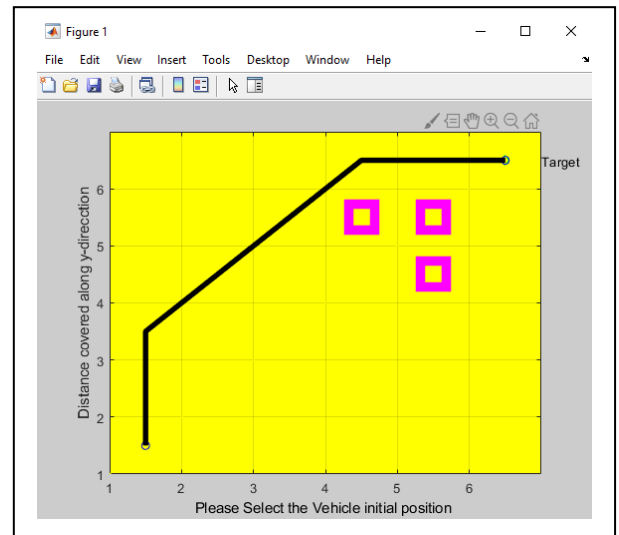 Figure 1
File Edit View Insert Tools Desktop Window Help
Target
6
5
4
3
2
1
Distance covered along y-direcction
1 2 3 4 5 6
Please Select the Vehicle initial position